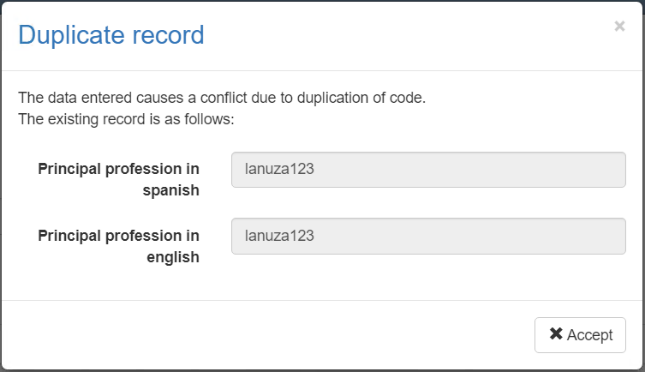 Duplicate record
×
The data entered causes a conflict due to duplication of code.
The existing record is as follows:
Principal profession in
spanish
lanuza123
Principal profession in
english
lanuza123
✖ Accept